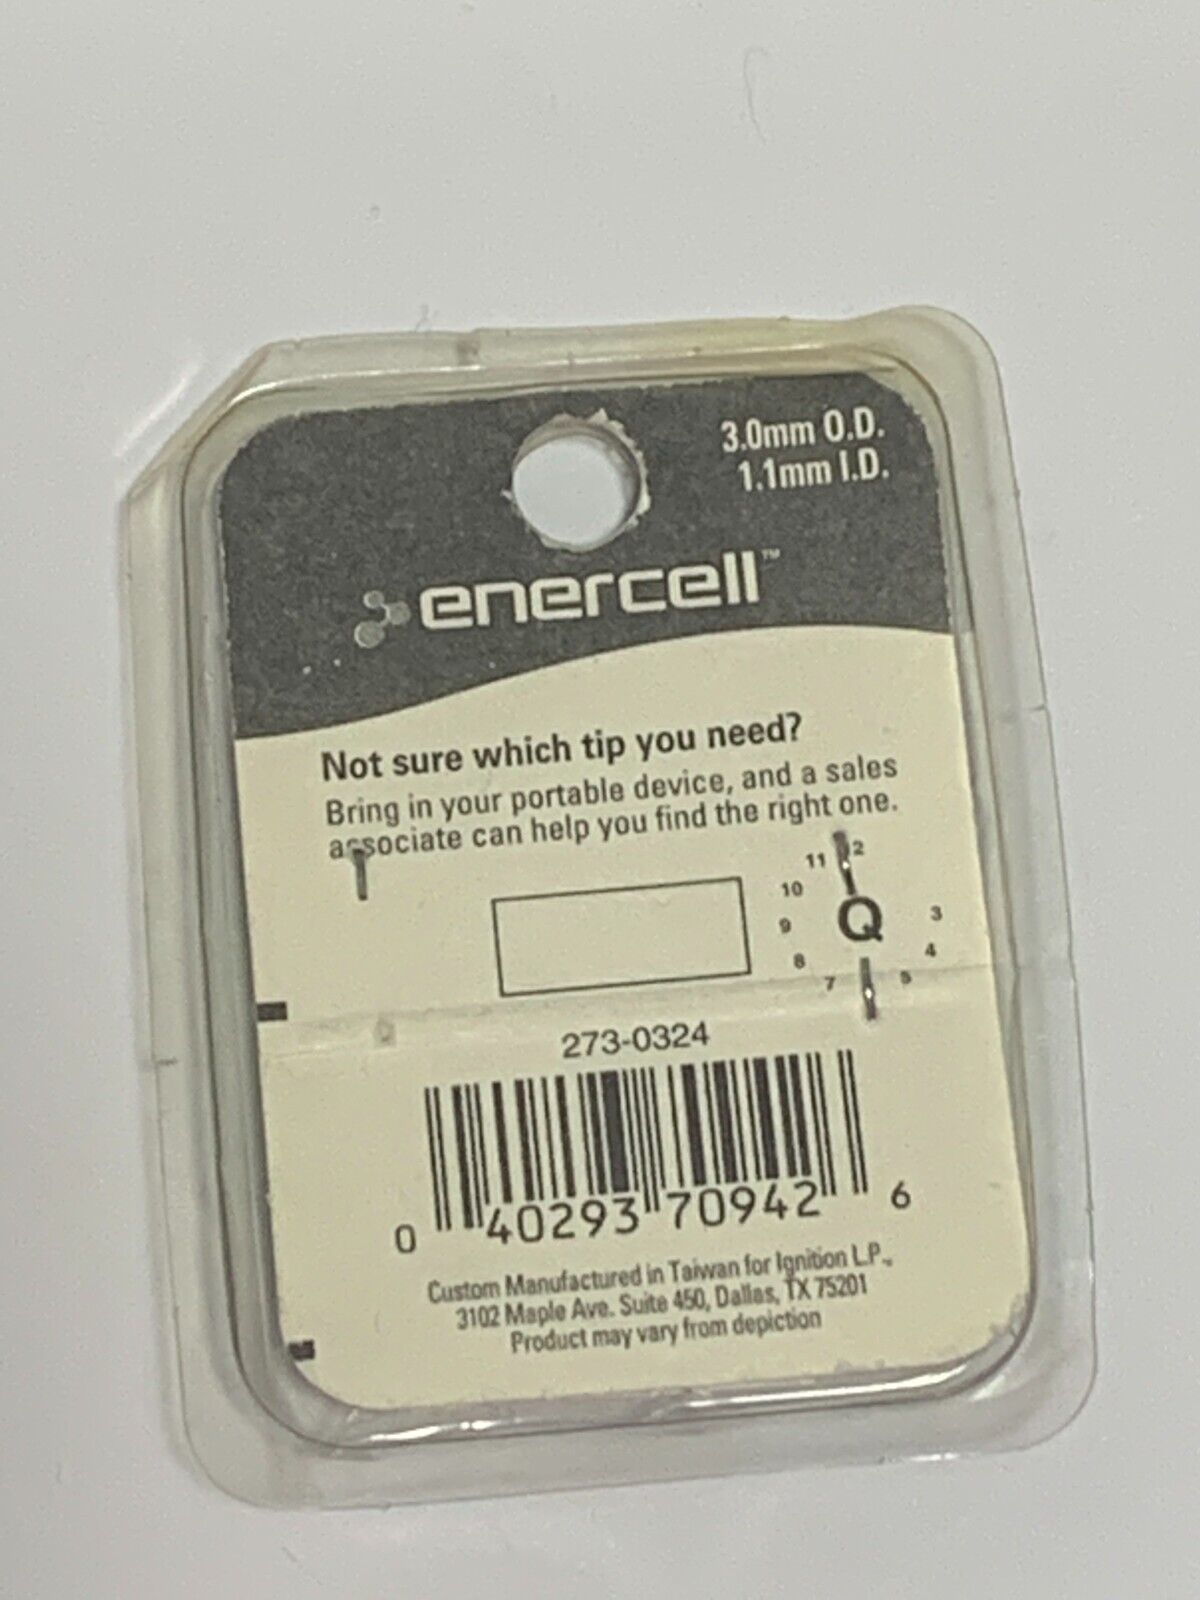 3.0mm O.D.
1.1mm I.D.
enercell™
Not sure which tip you need?
Bring in your portable device, and a sales
associate can help you find the right one.
11 2
10
Q
9 3
8 4
7 5
273-0324
0 40293 70942 6
Custom Manufactured in Taiwan for Ignition L.P.,
3102 Maple Ave. Suite 450, Dallas, TX 75201
Product may vary from depiction